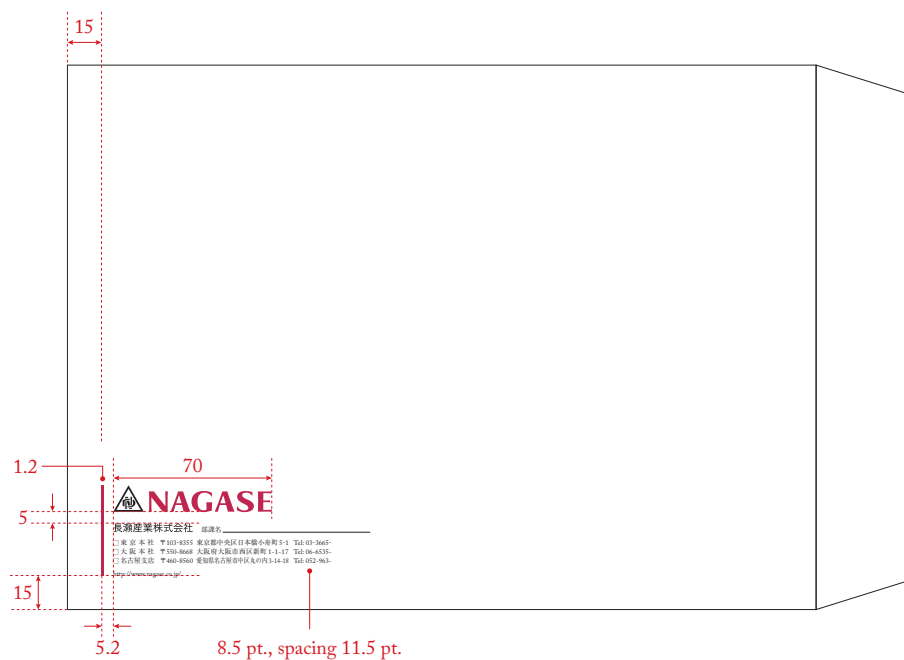 15
1.2
70
NAGASE
5
長瀬産業株式会社 部課名
□東京本社 〒103-8355 東京都中央区日本橋小舟町5-1 Tel: 03-3665-
□大阪本社 〒550-8668 大阪府大阪市西区新町1-1-17 Tel: 06-6535-
□名古屋支店 〒460-8560 愛知県名古屋市中区丸の内3-14-18 Tel: 052-963-
http://www.nagase.co.jp/
15
5.2
8.5 pt., spacing 11.5 pt.